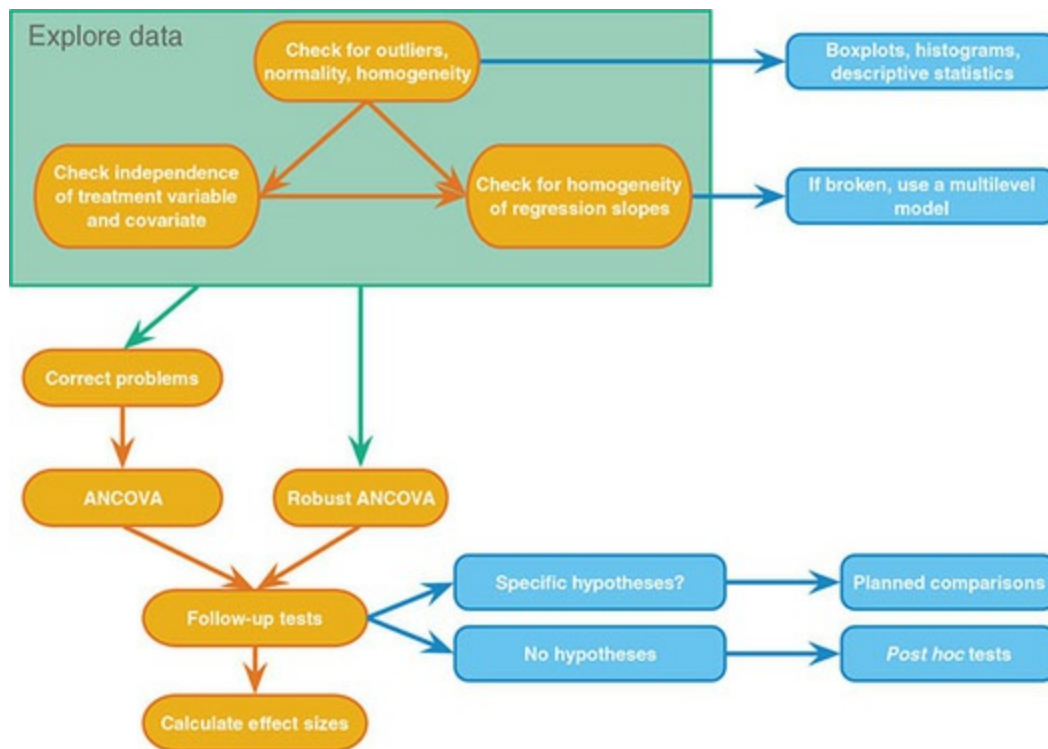 Explore data
Check for outliers,
normality, homogeneity
Boxplots, histograms,
descriptive statistics
Check independence
of treatment variable
and covariate
Check for homogeneity
of regression slopes
If broken, use a multilevel
model
Correct problems
ANCOVA
Robust ANCOVA
Follow-up tests
Specific hypotheses?
Planned comparisons
No hypotheses
Post hoc tests
Calculate effect sizes